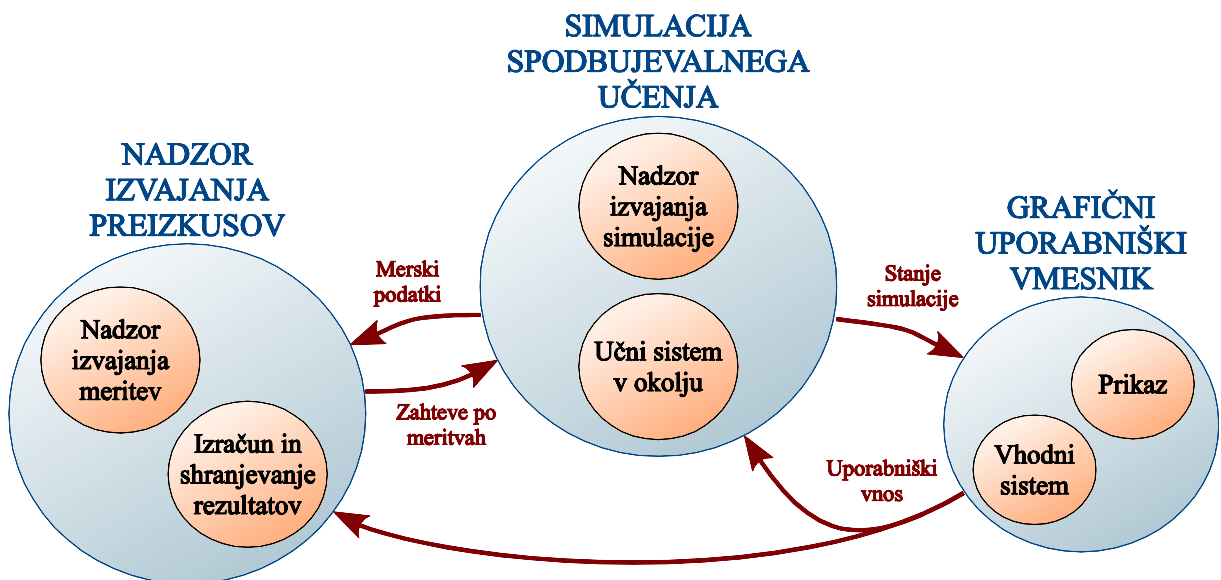 SIMULACIJA
SPODBUJEVALNEGA
UČENJA
NADZOR
IZVAJANJA
PREIZKUSOV
GRAFIČNI
UPORABNIŠKI
VMESNIK
Nadzor
izvajanja
simulacije
Učni sistem
v okolju
Merski
podatki
Zahteve po
meritvah
Nadzor
izvajanja
meritev
Izračun in
shranjevanje
rezultatov
Stanje
simulacije
Uporabniški
vnos
Prikaz
Vhodni
sistem